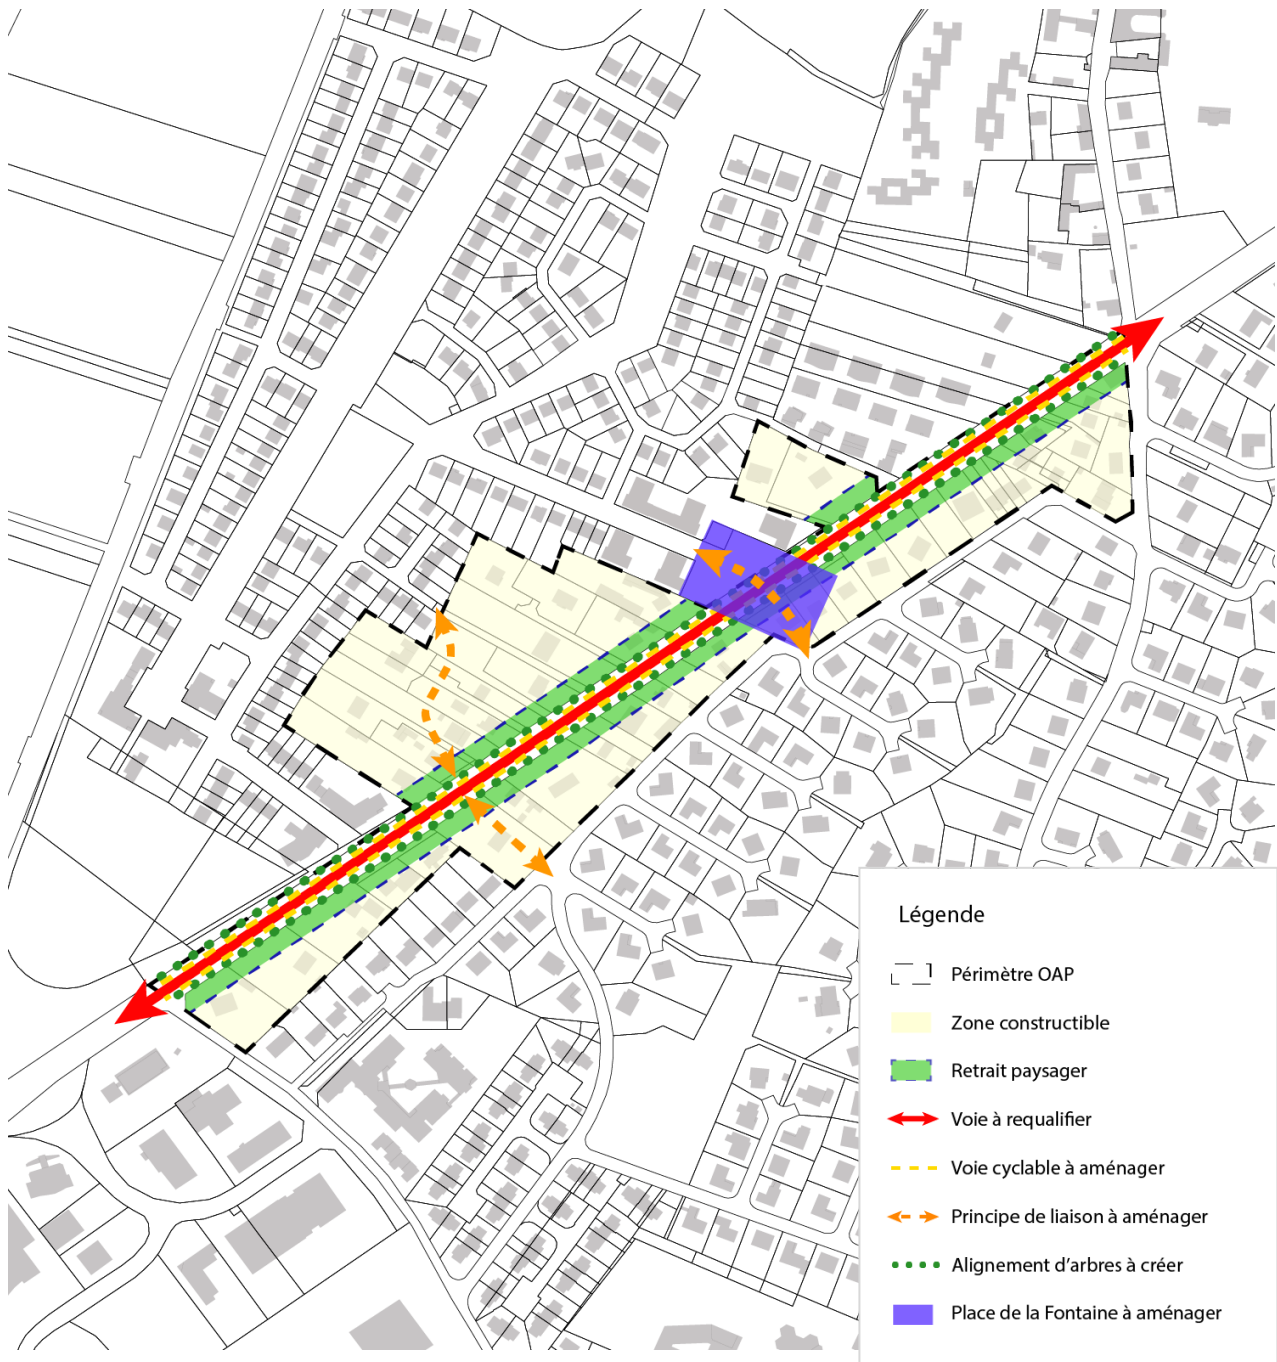 Légende
Périmètre OAP
Zone constructible
Retrait paysager
Voie à requalifier
Voie cyclable à aménager
Principe de liaison à aménager
Alignement d'arbres à créer
Place de la Fontaine à aménager